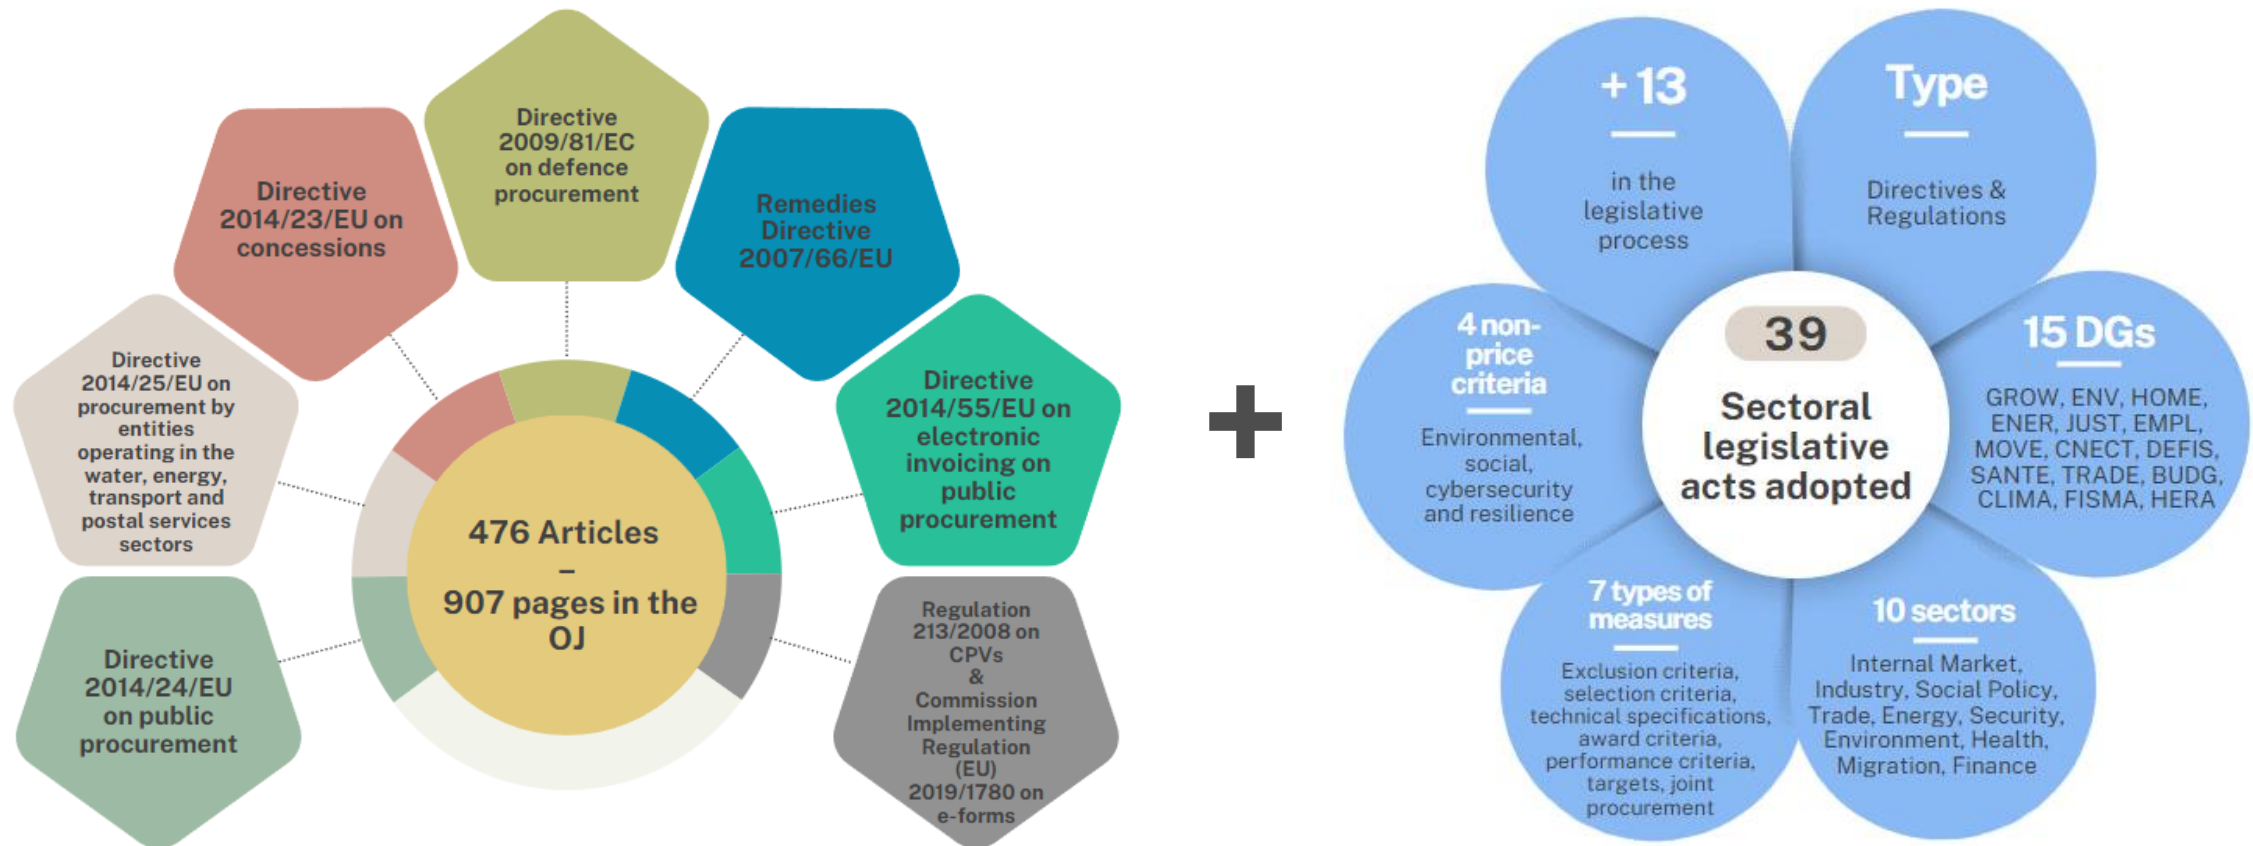 Directive
2009/81/EC
on defence
procurement
Directive
2014/23/EU on
concessions
Remedies
Directive
2007/66/EU
Directive
2014/25/EU on
procurement by
entities
operating in the
water, energy,
transport and
postal services
sectors
Directive
2014/55/EU on
electronic
invoicing on
public
procurement
Directive
2014/24/EU
on public
procurement
476 Articles
–
907 pages in the
OJ
Regulation
213/2008 on
CPVs
&
Commission
Implementing
Regulation
(EU)
2019/1780 on
e-forms
+
+ 13
in the
legislative
process
Type
Directives &
Regulations
4 non-
price
criteria
Environmental,
social,
cybersecurity
and resilience
39
Sectoral
legislative
acts adopted
15 DGs
GROW, ENV, HOME,
ENER, JUST, EMPL,
MOVE, CNECT, DEFIS,
SANTE, TRADE, BUDG,
CLIMA, FISMA, HERA
7 types of
measures
Exclusion criteria,
selection criteria,
technical specifications,
award criteria,
performance criteria,
targets, joint
procurement
10 sectors
Internal Market,
Industry, Social Policy,
Trade, Energy, Security,
Environment, Health,
Migration, Finance